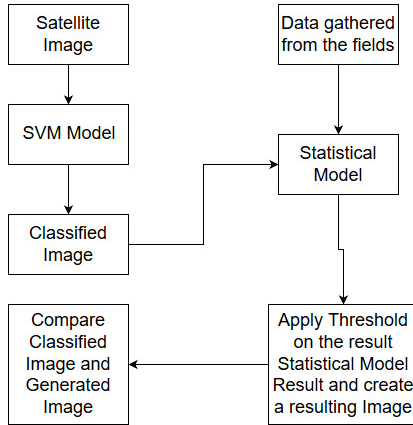 Satellite
Image
Data gathered
from the fields
SVM Model
Statistical
Model
Classified
Image
Compare
Classified
Image and
Generated
Image
Apply Threshold
on the result
Statistical Model
Result and create
a resulting Image